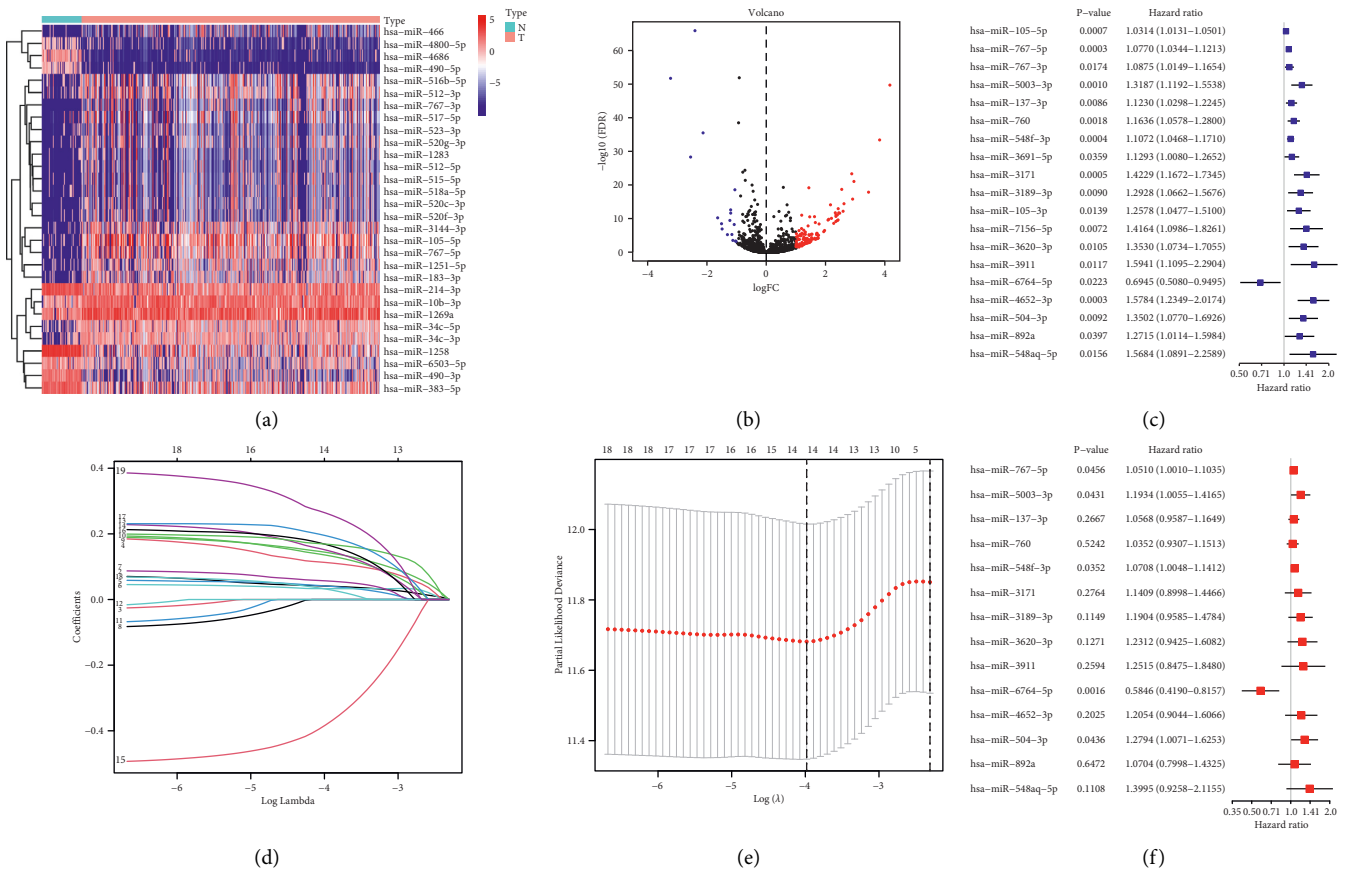 Type
hsa−miR−466
hsa−miR−4800−5p
hsa−miR−4686
hsa−miR−490−5p
hsa−miR−516b−5p
hsa−miR−512−3p
hsa−miR−767−3p
hsa−miR−517−5p
hsa−miR−523−3p
hsa−miR−520g−3p
hsa−miR−1283
hsa−miR−512−5p
hsa−miR−515−5p
hsa−miR−518a−5p
hsa−miR−520c−3p
hsa−miR−520f−3p
hsa−miR−3144−3p
hsa−miR−105−5p
hsa−miR−767−5p
hsa−miR−1251−5p
hsa−miR−183−3p
hsa−miR−214−3p
hsa−miR−10b−3p
hsa−miR−1269a
hsa−miR−34c−5p
hsa−miR−34c−3p
hsa−miR−1258
hsa−miR−6503−5p
hsa−miR−490−3p
hsa−miR−383−5p
5
0
−5
Type
N
T
(a)
Volcano
−log10 (FDR)
60
50
40
30
20
10
0
−4 −2 0 2 4
logFC
(b)
P−value Hazard ratio
hsa−miR−105−5p 0.0007 1.0314 (1.0131−1.0501)
hsa−miR−767−5p 0.0003 1.0770 (1.0344−1.1213)
hsa−miR−767−3p 0.0174 1.0875 (1.0149−1.1654)
hsa−miR−5003−3p 0.0010 1.3187 (1.1192−1.5538)
hsa−miR−137−3p 0.0086 1.1230 (1.0298−1.2245)
hsa−miR−760 0.0018 1.1636 (1.0578−1.2800)
hsa−miR−548f−3p 0.0004 1.1072 (1.0468−1.1710)
hsa−miR−3691−5p 0.0359 1.1293 (1.0080−1.2652)
hsa−miR−3171 0.0005 1.4229 (1.1672−1.7345)
hsa−miR−3189−3p 0.0090 1.2928 (1.0662−1.5676)
hsa−miR−105−3p 0.0139 1.2578 (1.0477−1.5100)
hsa−miR−7156−5p 0.0072 1.4164 (1.0986−1.8261)
hsa−miR−3620−3p 0.0105 1.3530 (1.0734−1.7055)
hsa−miR−3911 0.0117 1.5941 (1.1095−2.2904)
hsa−miR−6764−5p 0.0223 0.6945 (0.5080−0.9495)
hsa−miR−4652−3p 0.0003 1.5784 (1.2349−2.0174)
hsa−miR−504−3p 0.0092 1.3502 (1.0770−1.6926)
hsa−miR−892a 0.0397 1.2715 (1.0114−1.5984)
hsa−miR−548aq−5p 0.0156 1.5684 (1.0891−2.2589)
0.50 0.71 1.0 1.41 2.0
Hazard ratio
(c)
18 16 14 13
Coefficients
0.4
0.2
0.0
−0.2
−0.4
19
17
10
4
7
6
12
3
11
8
15
−6 −5 −4 −3
Log Lambda
(d)
18 18 18 17 17 17 16 15 14 14 13 13 10 5
Partial Likelihood Deviance
12.0
11.8
11.6
11.4
−6 −5 −4 −3
Log (λ)
(e)
P−value Hazard ratio
hsa−miR−767−5p 0.0456 1.0510 (1.0010−1.1035)
hsa−miR−5003−3p 0.0431 1.1934 (1.0055−1.4165)
hsa−miR−137−3p 0.2667 1.0568 (0.9587−1.1649)
hsa−miR−760 0.5242 1.0352 (0.9307−1.1513)
hsa−miR−548f−3p 0.0352 1.0708 (1.0048−1.1412)
hsa−miR−3171 0.2764 1.1409 (0.8998−1.4466)
hsa−miR−3189−3p 0.1149 1.1904 (0.9585−1.4784)
hsa−miR−3620−3p 0.1271 1.2312 (0.9425−1.6082)
hsa−miR−3911 0.2594 1.2515 (0.8475−1.8480)
hsa−miR−6764−5p 0.0016 0.5846 (0.4190−0.8157)
hsa−miR−4652−3p 0.2025 1.2054 (0.9044−1.6066)
hsa−miR−504−3p 0.0436 1.2794 (1.0071−1.6253)
hsa−miR−892a 0.6472 1.0704 (0.7998−1.4325)
hsa−miR−548aq−5p 0.1108 1.3995 (0.9258−2.1155)
0.35 0.50 0.71 1.0 1.41 2.0
Hazard ratio
(f)